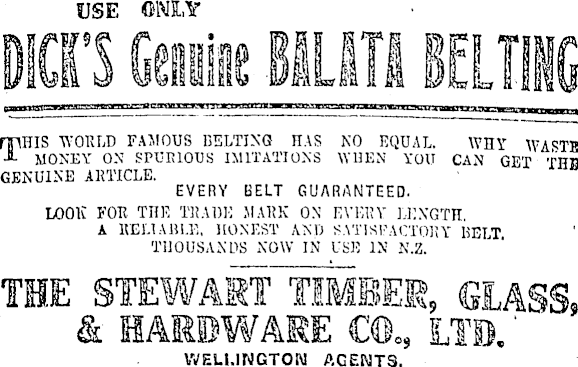 USE ONLY
DICK'S Genuine BALATA BELTING
THIS WORLD FAMOUS BELTING HAS NO EQUAL. WHY WASTE
MONEY ON SPURIOUS IMITATIONS WHEN YOU CAN GET THE
GENUINE ARTICLE.
EVERY BELT GUARANTEED.
LOOK FOR THE TRADE MARK ON EVERY LENGTH.
A RELIABLE, HONEST AND SATISFACTORY BELT.
THOUSANDS NOW IN USE IN N.Z.
THE STEWART TIMBER, GLASS,
& HARDWARE CO., LTD.
WELLINGTON AGENTS.